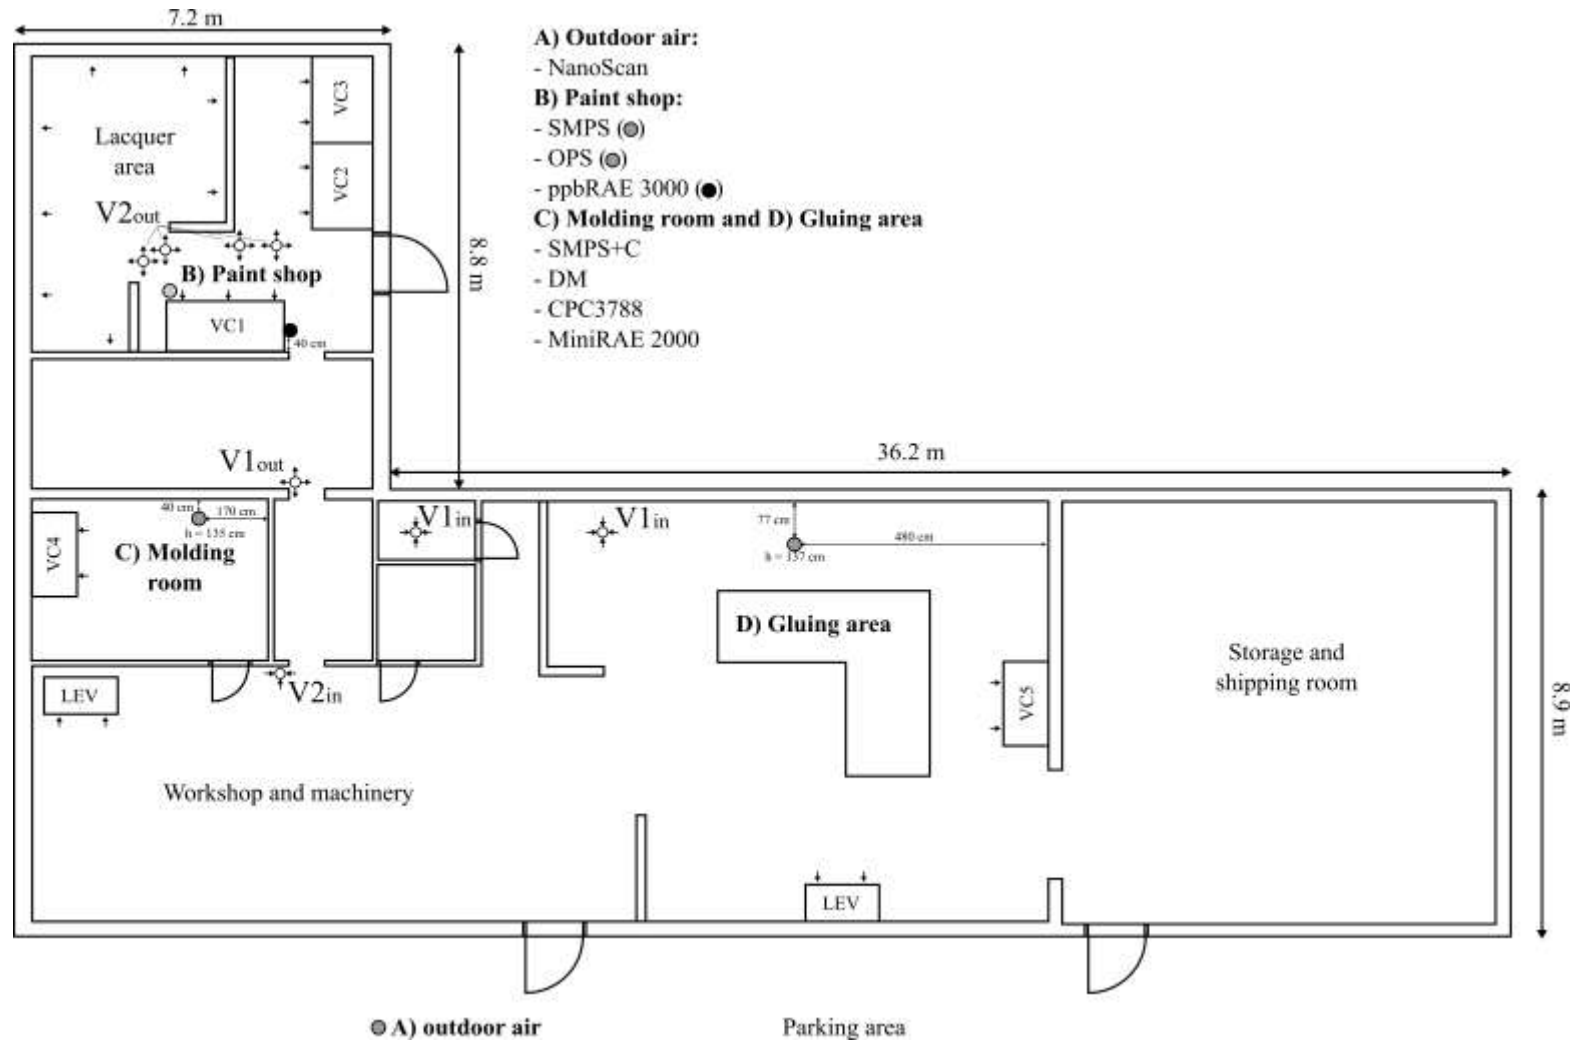 7.2 m
A) Outdoor air:
- NanoScan
B) Paint shop:
- SMPS ( )
- OPS ( )
- ppbRAE 3000 ( )
C) Molding room and D) Gluing area
- SMPS+C
- DM
- CPC3788
- MiniRAE 2000
VC3
Lacquer
area
VC2
V2out
8.8 m
B) Paint shop
VC1
40 cm
V1out
36.2 m
40 cm
170 cm
h = 135 cm
V1in
V1in
77 cm
480 cm
h = 137 cm
VC4
C) Molding
room
D) Gluing area
Storage and
shipping room
VC5
8.9 m
LEV
V2in
Workshop and machinery
LEV
A) outdoor air
Parking area